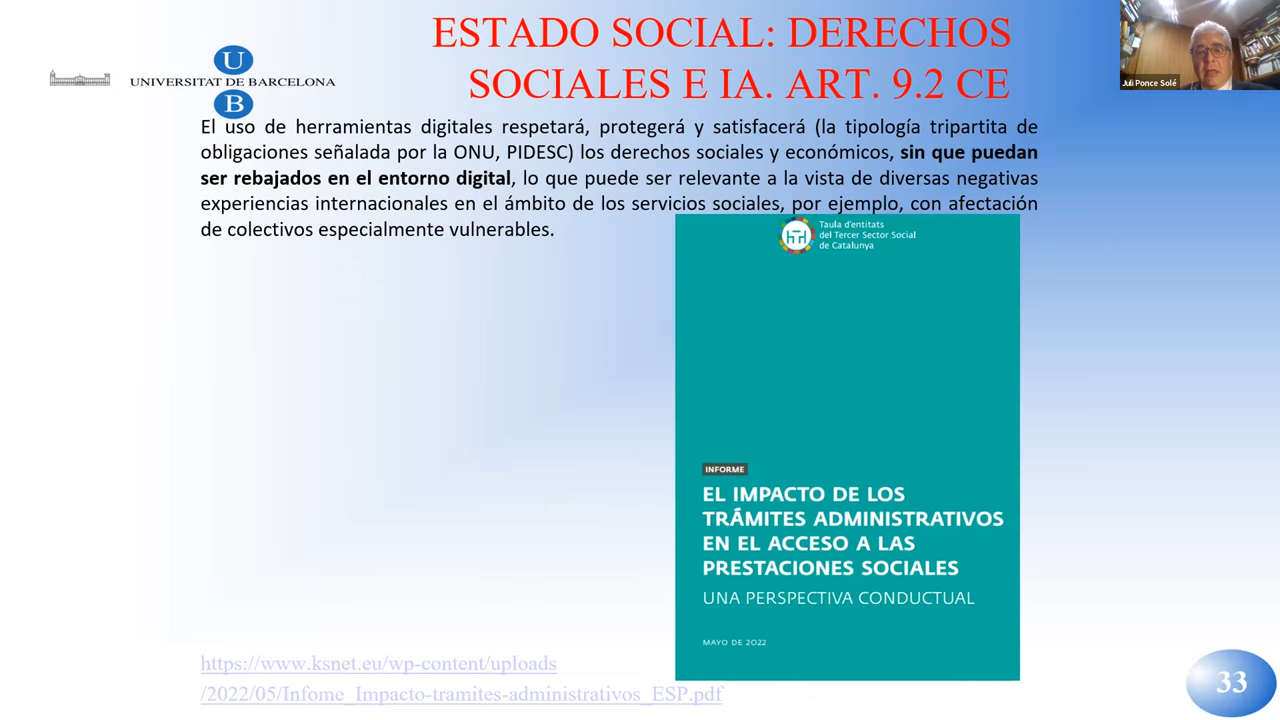 ESTADO SOCIAL: DERECHOS
SOCIALES E IA. ART. 9.2 CE
U
UNIVERSITAT DE BARCELONA
B
Juli Ponce Solé
El uso de herramientas digitales respetará, protegerá y satisfacerá (la tipología tripartita de
obligaciones señalada por la ONU, PIDESC) los derechos sociales y económicos, sin que puedan
ser rebajados en el entorno digital, lo que puede ser relevante a la vista de diversas negativas
experiencias internacionales en el ámbito de los servicios sociales, por ejemplo, con afectación
de colectivos especialmente vulnerables.
Taula d'entitats
del Tercer Sector Social
de Catalunya
INFORME
EL IMPACTO DE LOS
TRÁMITES ADMINISTRATIVOS
EN EL ACCESO A LAS
PRESTACIONES SOCIALES
UNA PERSPECTIVA CONDUCTUAL
MAYO DE 2022
https://www.ksnet.eu/wp-content/uploads
/2022/05/Infome_Impacto-tramites-administrativos_ESP.pdf
33